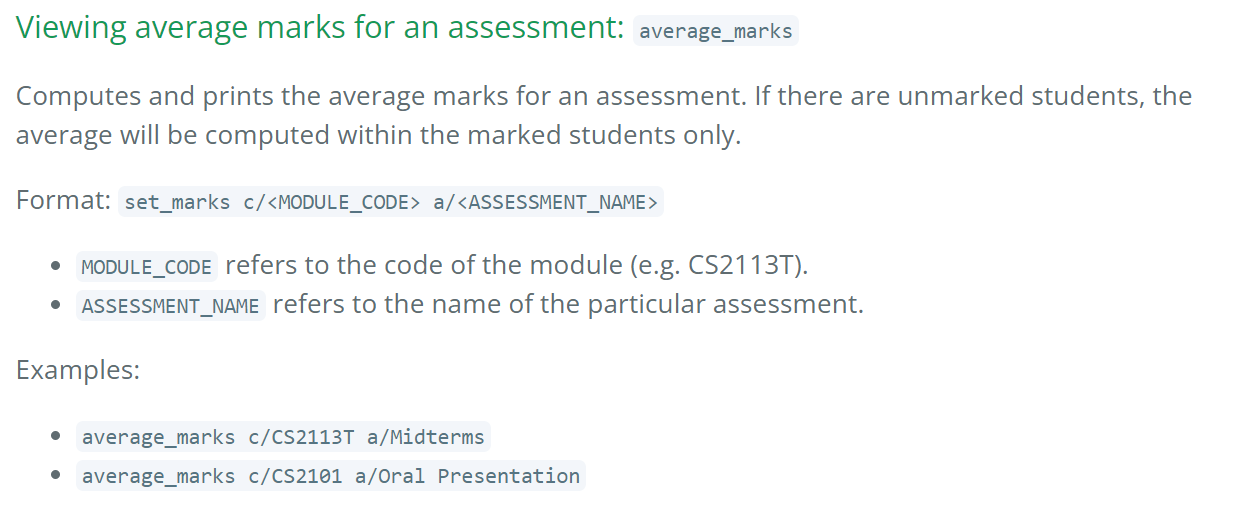 Viewing average marks for an assessment: average_marks
Computes and prints the average marks for an assessment. If there are unmarked students, the
average will be computed within the marked students only.
Format: set_marks c/<MODULE_CODE> a/<ASSESSMENT_NAME>
• MODULE_CODE refers to the code of the module (e.g. CS2113T).
• ASSESSMENT_NAME refers to the name of the particular assessment.
Examples:
• average_marks c/CS2113T a/Midterms
• average_marks c/CS2101 a/Oral Presentation